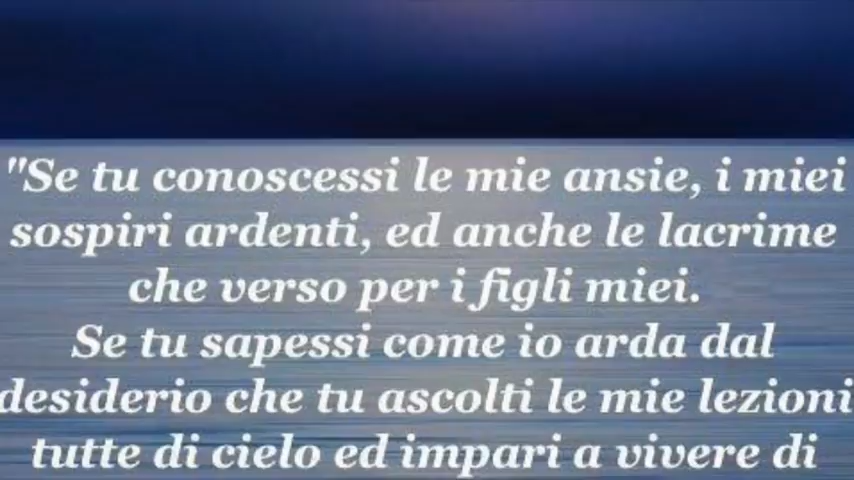 "Se tu conoscessi le mie ansie, i miei
sospiri ardenti, ed anche le lacrime
che verso per i figli miei.
Se tu sapessi come io arda dal
desiderio che tu ascolti le mie lezioni
tutte di cielo ed impari a vivere di